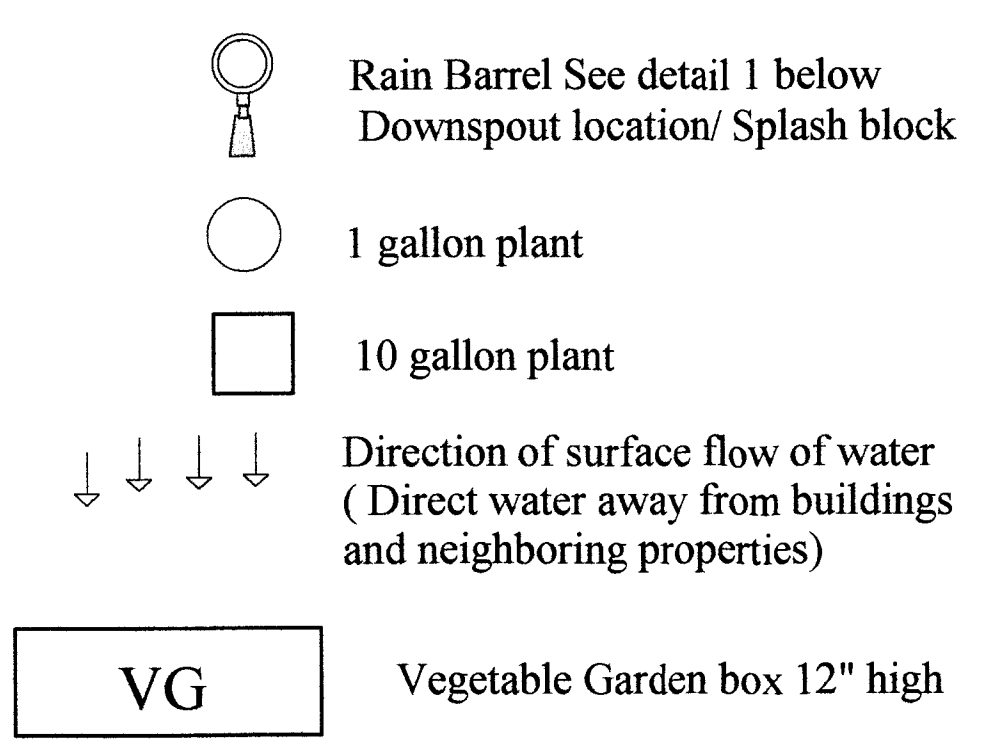 Rain Barrel See detail 1 below
Downspout location/ Splash block
1 gallon plant
10 gallon plant
Direction of surface flow of water
( Direct water away from buildings
and neighboring properties)
VG
Vegetable Garden box 12" high